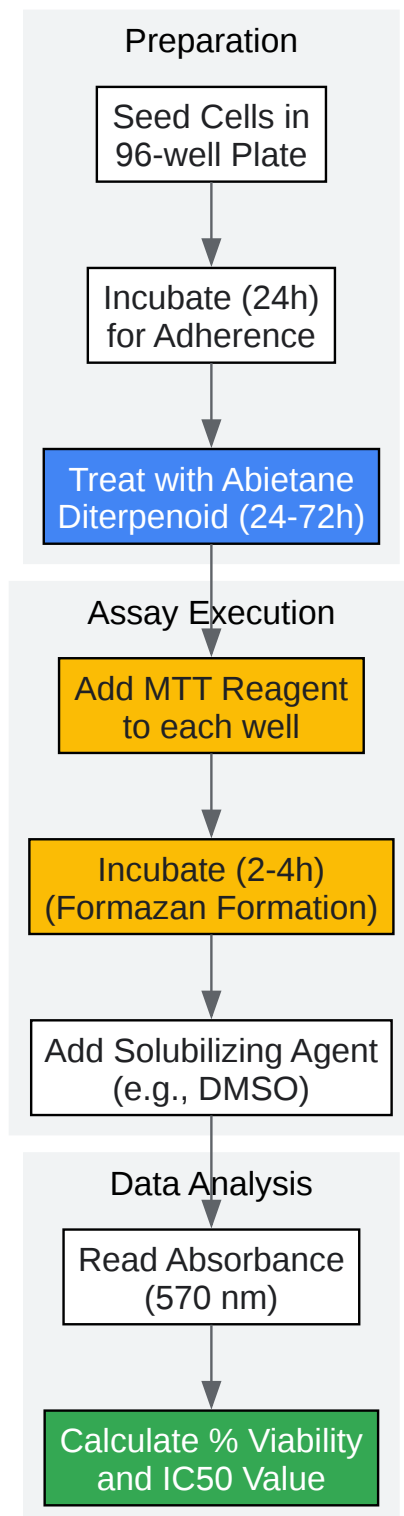 Preparation
Seed Cells in
96-well Plate
Incubate (24h)
for Adherence
Treat with Abietane
Diterpenoid (24-72h)
Assay Execution
Add MTT Reagent
to each well
Incubate (2-4h)
(Formazan Formation)
Add Solubilizing Agent
(e.g., DMSO)
Data Analysis
Read Absorbance
(570 nm)
Calculate % Viability
and IC50 Value